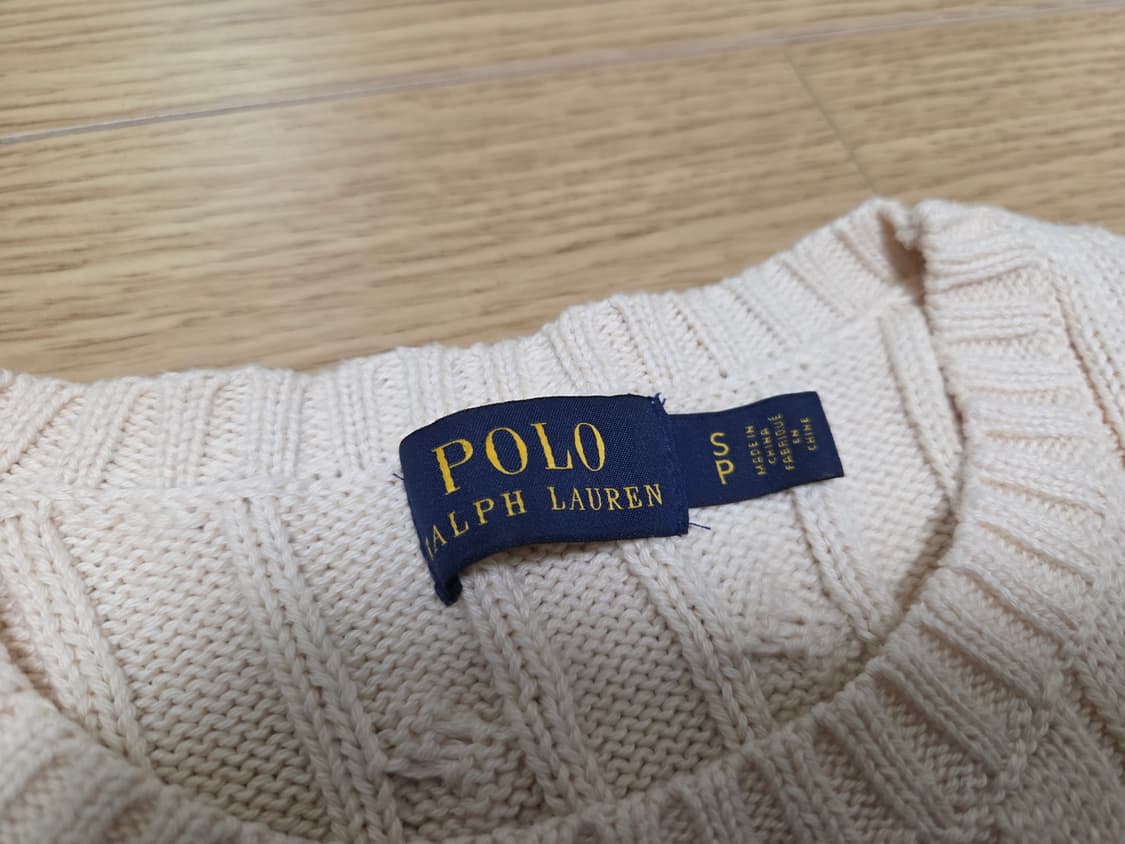 POLO
RALPH LAUREN
S
P
MADE IN
CHINA
FABRIQUÉ
EN
CHINE